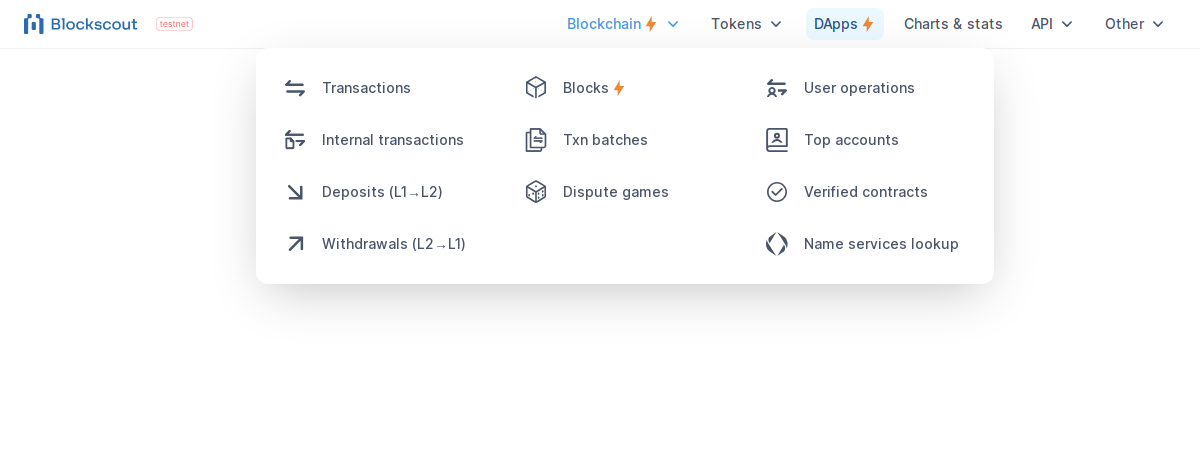 Blockscout testnet Blockchain Tokens DApps Charts & stats API Other
Transactions Blocks User operations
Internal transactions Txn batches Top accounts
Deposits (L1→L2) Dispute games Verified contracts
Withdrawals (L2→L1) Name services lookup